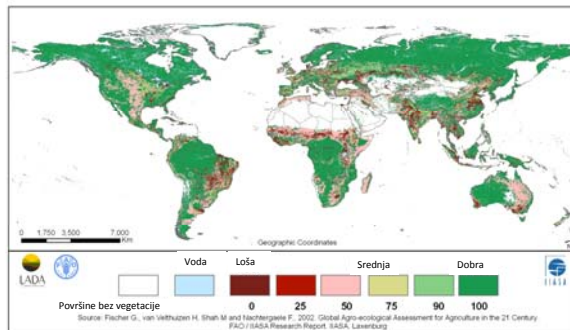 0 1.750 3.500 7.000
Km
Geographic Coordinates
LADA
Voda Loša Srednja Dobra
IIASA
Površine bez vegetacije 0 25 50 75 90 100
Source: Fischer G., van Velthuizen H, Shah M and Nachtergaele F., 2002. Global Agro-ecological Assessment for Agriculture in the 21 Century.
FAO / IIASA Research Report. IIASA, Laxenburg